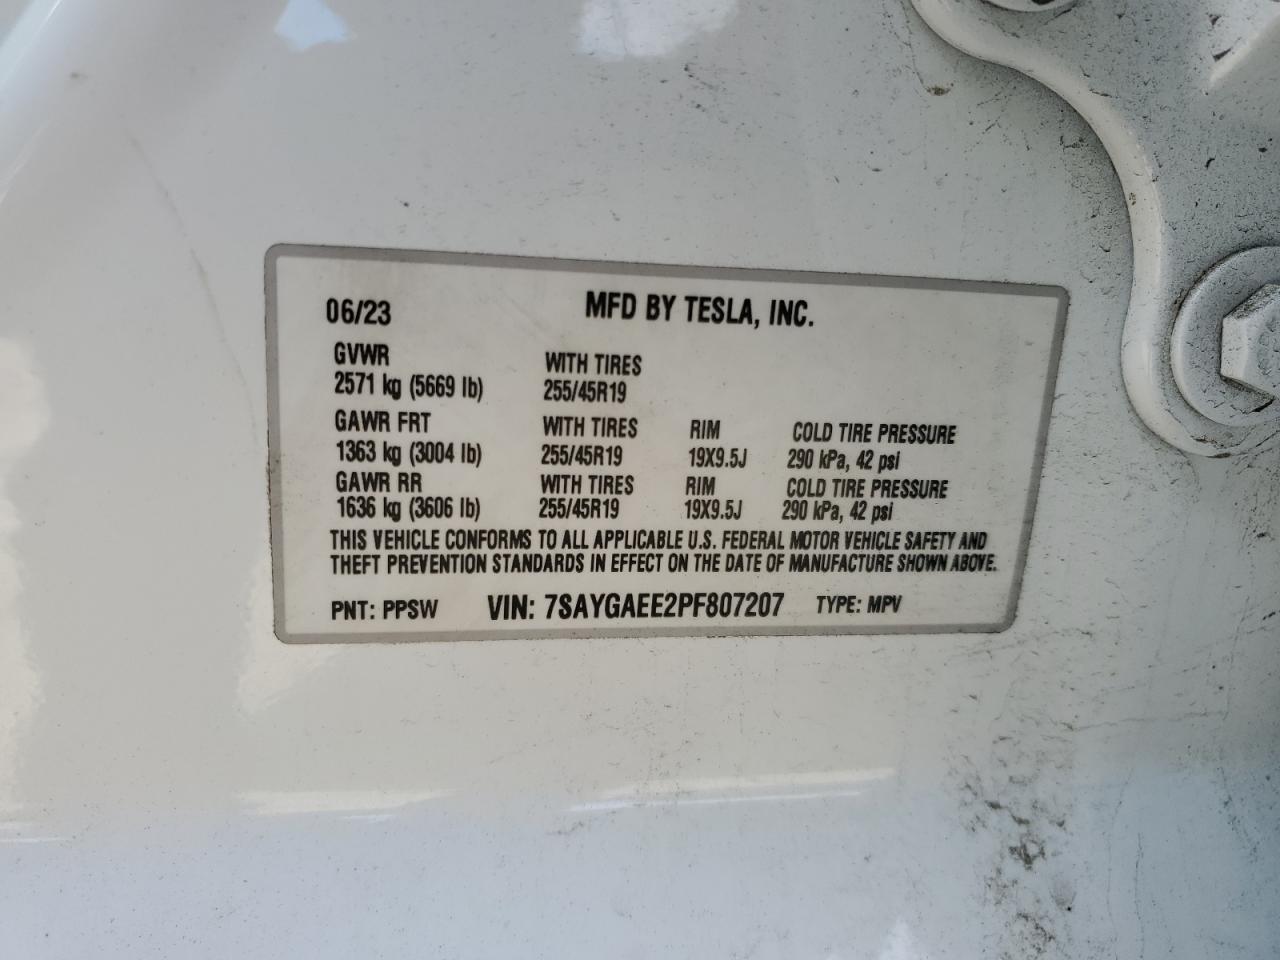 06/23 MFD BY TESLA, INC.
GVWR WITH TIRES
2571 kg (5669 lb) 255/45R19
GAWR FRT WITH TIRES RIM COLD TIRE PRESSURE
1363 kg (3004 lb) 255/45R19 19X9.5J 290 kPa, 42 psi
GAWR RR WITH TIRES RIM COLD TIRE PRESSURE
1636 kg (3606 lb) 255/45R19 19X9.5J 290 kPa, 42 psi
THIS VEHICLE CONFORMS TO ALL APPLICABLE U.S. FEDERAL MOTOR VEHICLE SAFETY AND
THEFT PREVENTION STANDARDS IN EFFECT ON THE DATE OF MANUFACTURE SHOWN ABOVE.
PNT: PPSW VIN: 7SAYGAEE2PF807207 TYPE: MPV